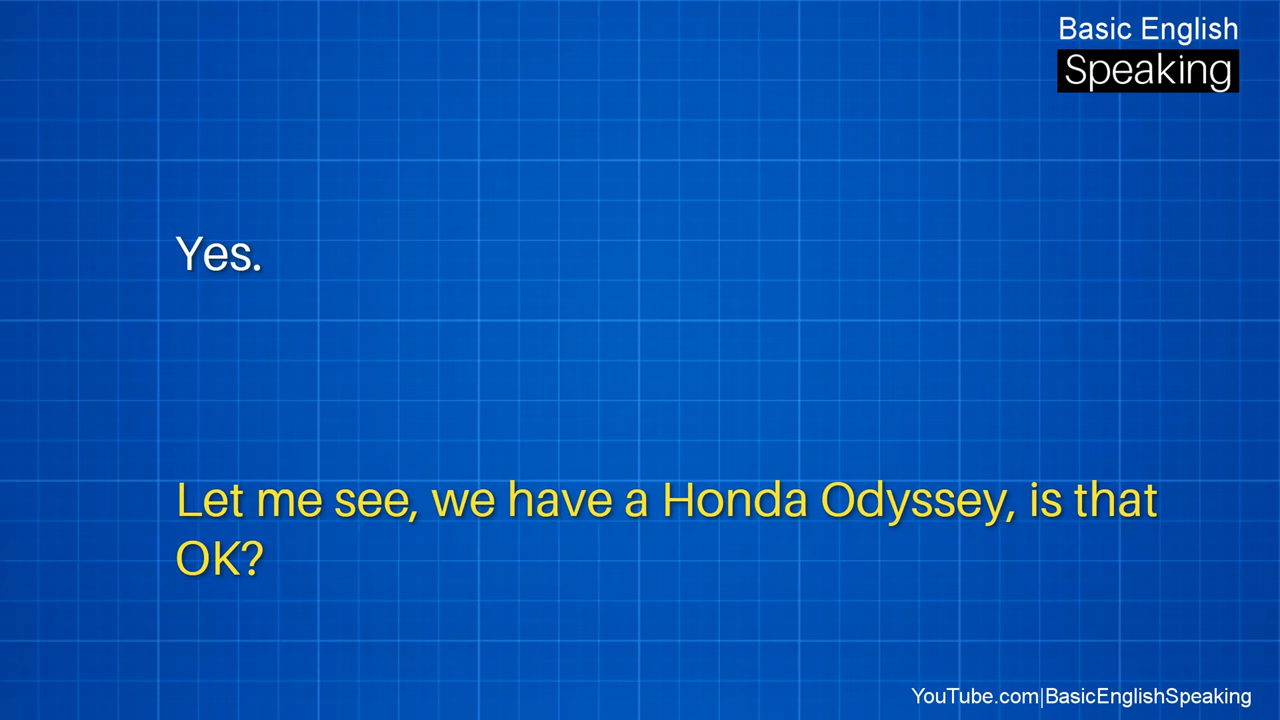 Basic English
Speaking
Yes.
Let me see, we have a Honda Odyssey, is that
OK?
YouTube.com|BasicEnglishSpeaking